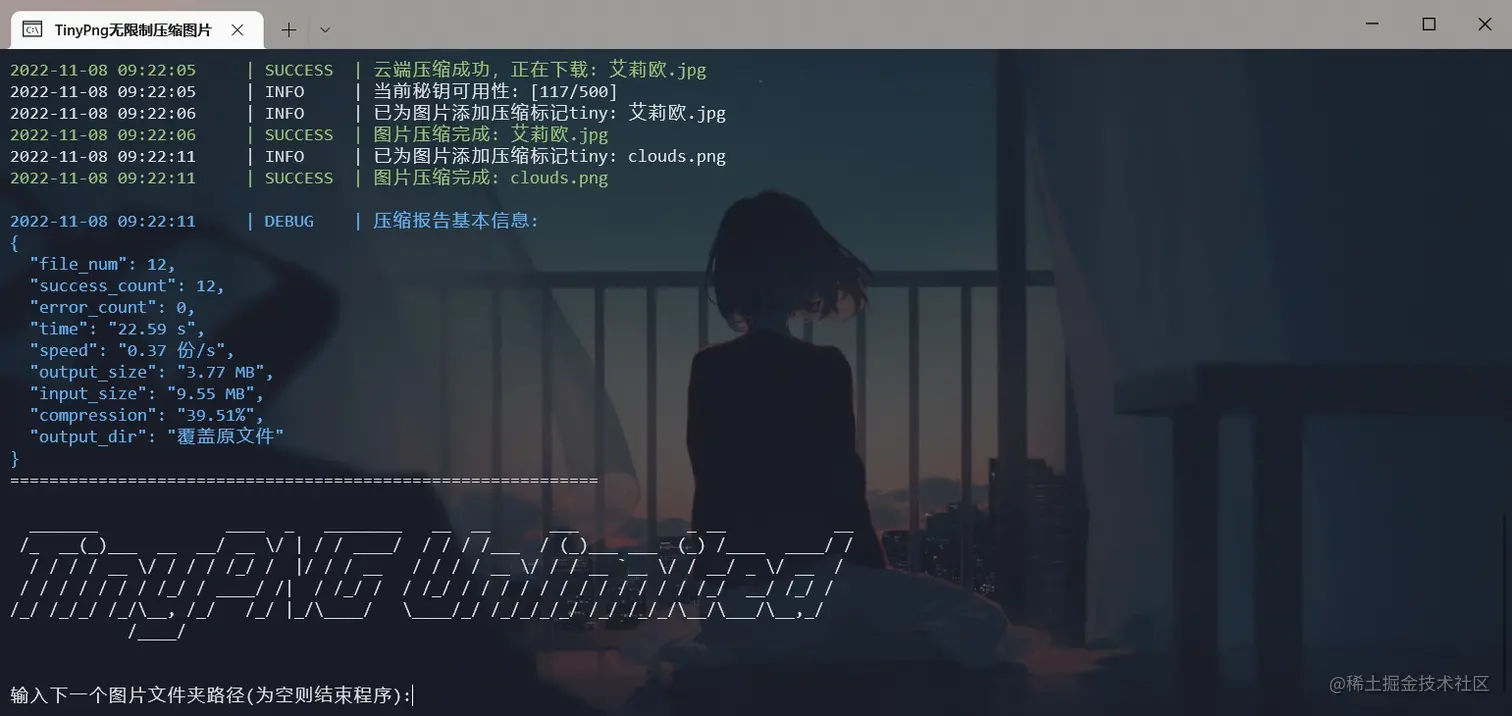 TinyPng无限制压缩图片
2022-11-08 09:22:05 | SUCCESS | 云端压缩成功, 正在下载: 艾莉欧.jpg
2022-11-08 09:22:05 | INFO | 当前秘钥可用性: [117/500]
2022-11-08 09:22:06 | INFO | 已为图片添加压缩标记tiny: 艾莉欧.jpg
2022-11-08 09:22:06 | SUCCESS | 图片压缩完成: 艾莉欧.jpg
2022-11-08 09:22:11 | INFO | 已为图片添加压缩标记tiny: clouds.png
2022-11-08 09:22:11 | SUCCESS | 图片压缩完成: clouds.png
2022-11-08 09:22:11 | DEBUG | 压缩报告基本信息:
{
"file_num": 12,
"success_count": 12,
"error_count": 0,
"time": "22.59 s",
"speed": "0.37 份/s",
"output_size": "3.77 MB",
"input_size": "9.55 MB",
"compression": "39.51%",
"output_dir": "覆盖原文件"
}
============================================================
TinyPNG Unlimited
输入下一个图片文件夹路径(为空则结束程序):
@稀土掘金技术社区